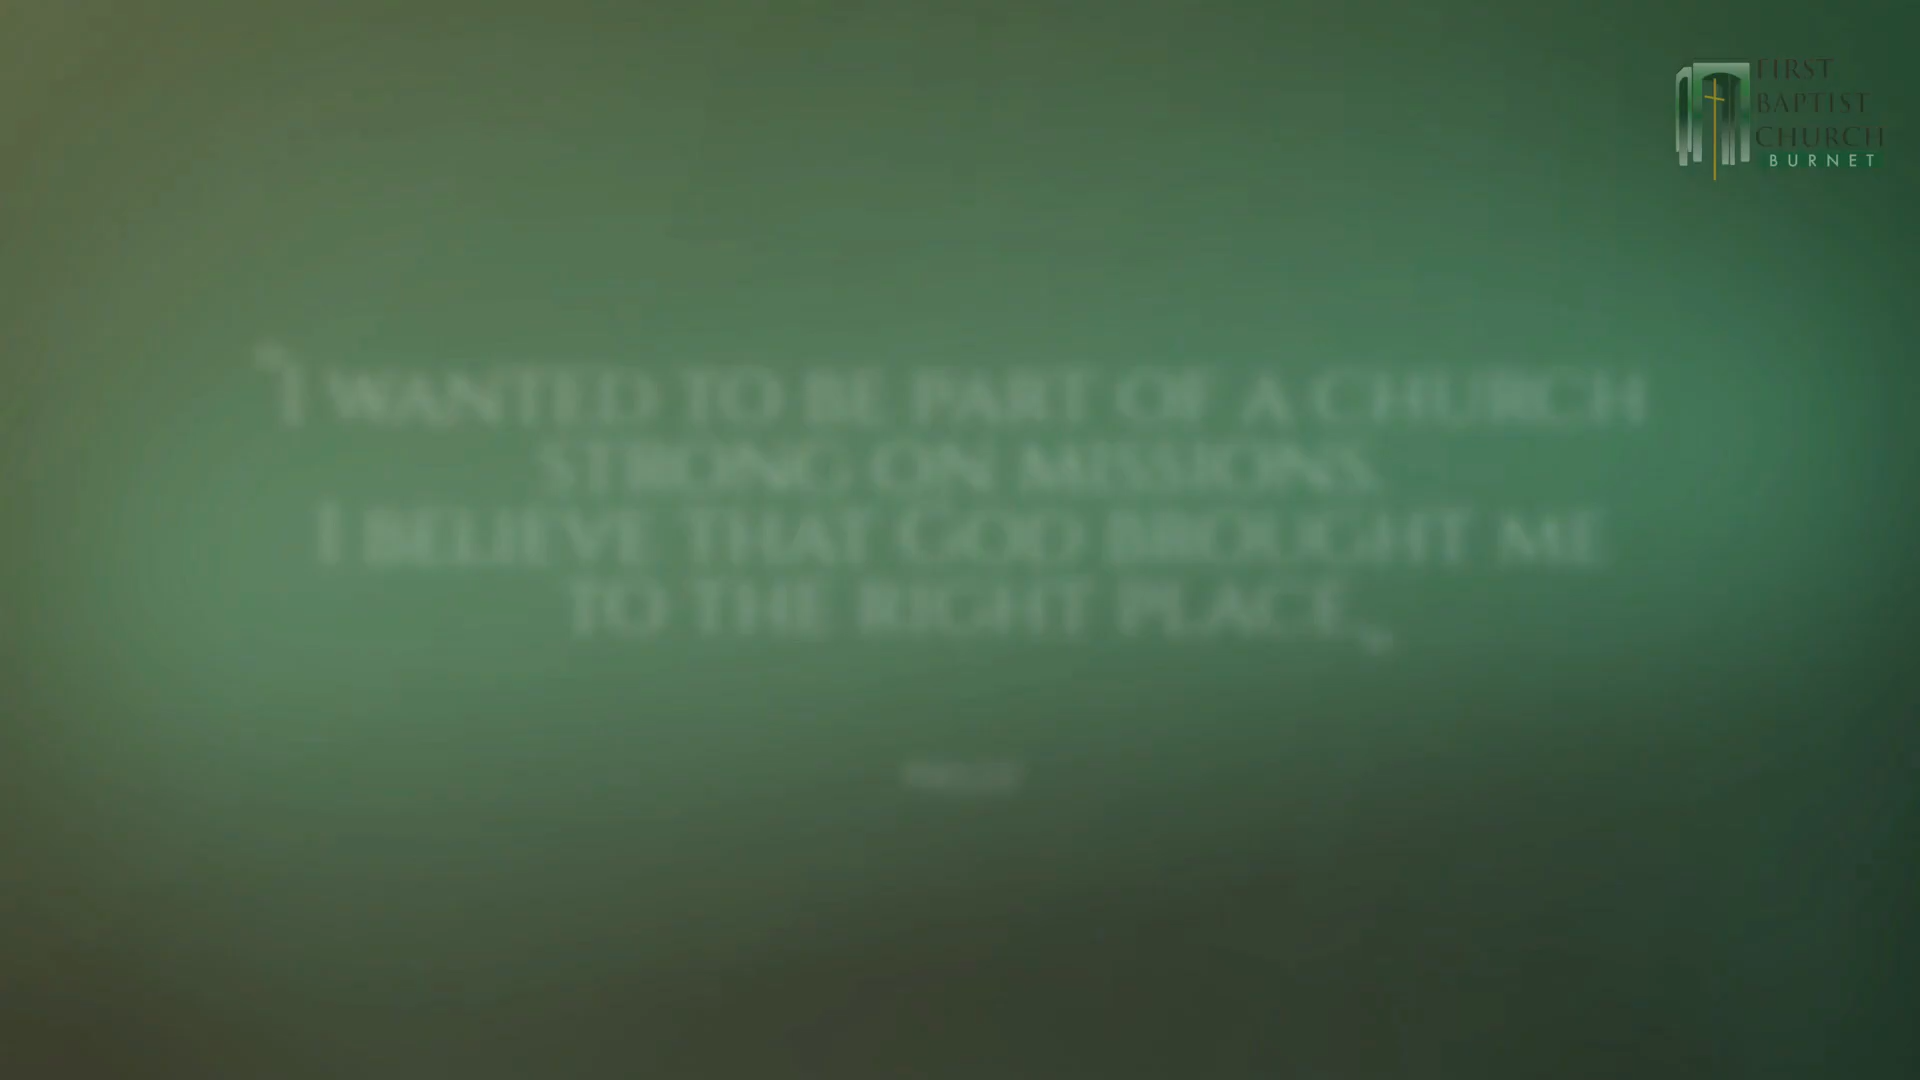 FIRST
BAPTIST
CHURCH
BURNET
"I WANTED TO BE PART OF A CHURCH
STRONG ON MISSIONS.
I BELIEVE THAT GOD BROUGHT ME
TO THE RIGHT PLACE"